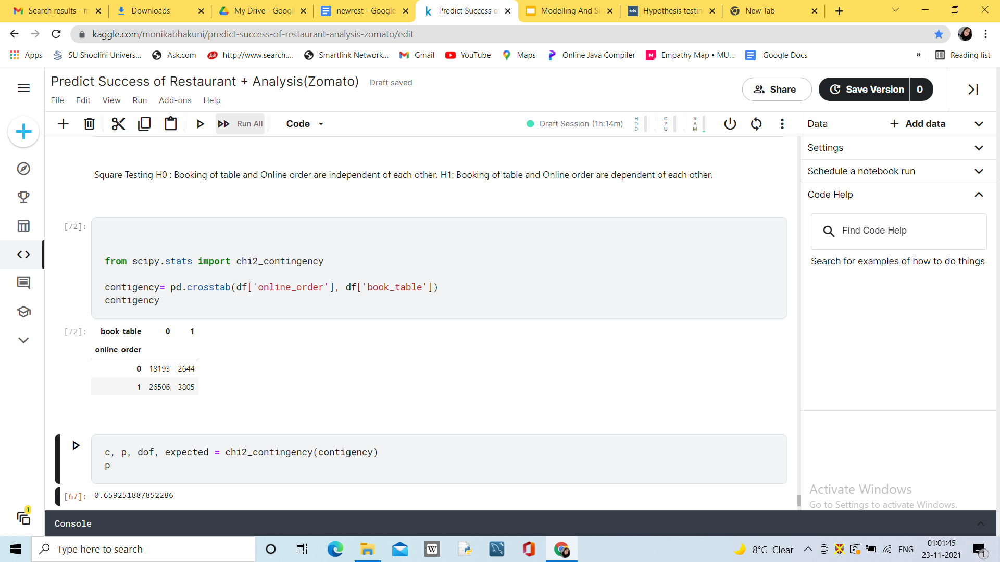 Search results - m
Downloads
My Drive - Googl
newrest - Google
Predict Success o
Modelling And Si
Hypothesis testin
New Tab
kaggle.com/monikabhakuni/predict-success-of-restaurant-analysis-zomato/edit
Apps
SU Shoolini Univers...
Ask.com
http://www.search....
Smartlink Network...
Gmail
YouTube
Maps
Online Java Compiler
Empathy Map • MU...
Google Docs
»
Reading list
Predict Success of Restaurant + Analysis(Zomato)
Draft saved
Share
Save Version
0
File Edit View Run Add-ons Help
Run All
Code
Draft Session (1h:14m)
HDD
CPU
RAM
Data
+ Add data
Settings
Schedule a notebook run
Code Help
Find Code Help
Search for examples of how to do things
Square Testing H0 : Booking of table and Online order are independent of each other. H1: Booking of table and Online order are dependent of each other.
[72]:
from scipy.stats import chi2_contingency
contigency= pd.crosstab(df['online_order'], df['book_table'])
contigency
[72]:
book_table 0 1
online_order
0 18193 2644
1 26506 3805
c, p, dof, expected = chi2_contingency(contigency)
p
[67]: 0.659251887852286
Activate Windows
Go to Settings to activate Windows.
1
Console
Type here to search
8°C Clear
ENG
01:01:45
23-11-2021
1